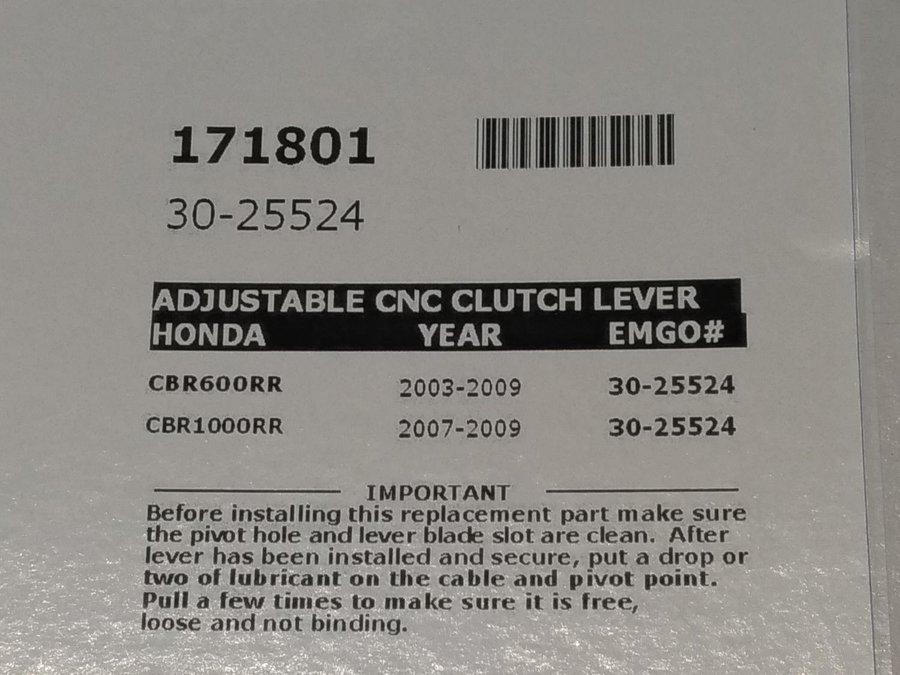 171801
30-25524
ADJUSTABLE CNC CLUTCH LEVER
HONDA YEAR EMGO#
CBR600RR 2003-2009 30-25524
CBR1000RR 2007-2009 30-25524
IMPORTANT
Before installing this replacement part make sure
the pivot hole and lever blade slot are clean. After
lever has been installed and secure, put a drop or
two of lubricant on the cable and pivot point.
Pull a few times to make sure it is free,
loose and not binding.